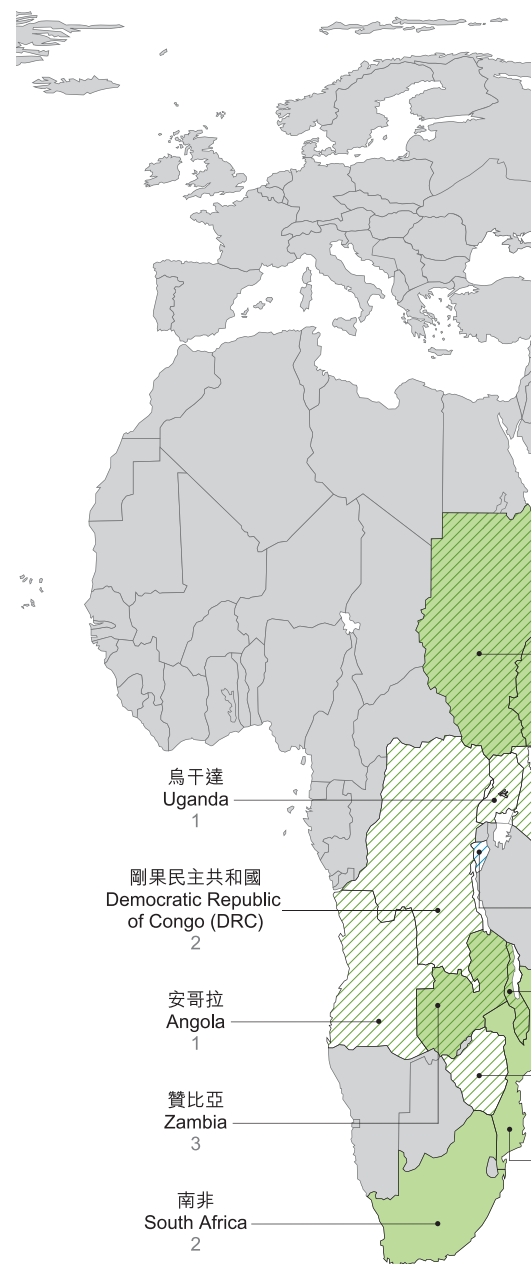 烏干達
Uganda
1
剛果民主共和國
Democratic Republic
of Congo (DRC)
2
安哥拉
Angola
1
贊比亞
Zambia
3
南非
South Africa
2